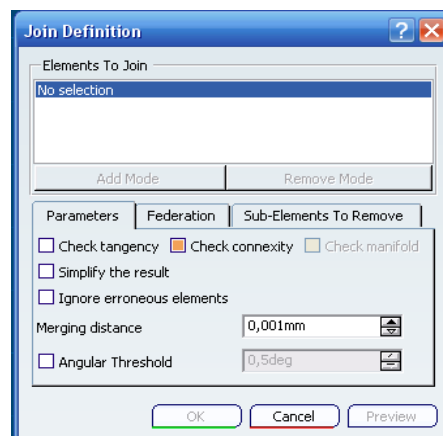 Join Definition
Elements To Join
No selection
Add Mode Remove Mode
Parameters Federation Sub-Elements To Remove
Check tangency Check connexity Check manifold
Simplify the result
Ignore erroneous elements
Merging distance 0,001mm
Angular Threshold 0,5deg
OK Cancel Preview